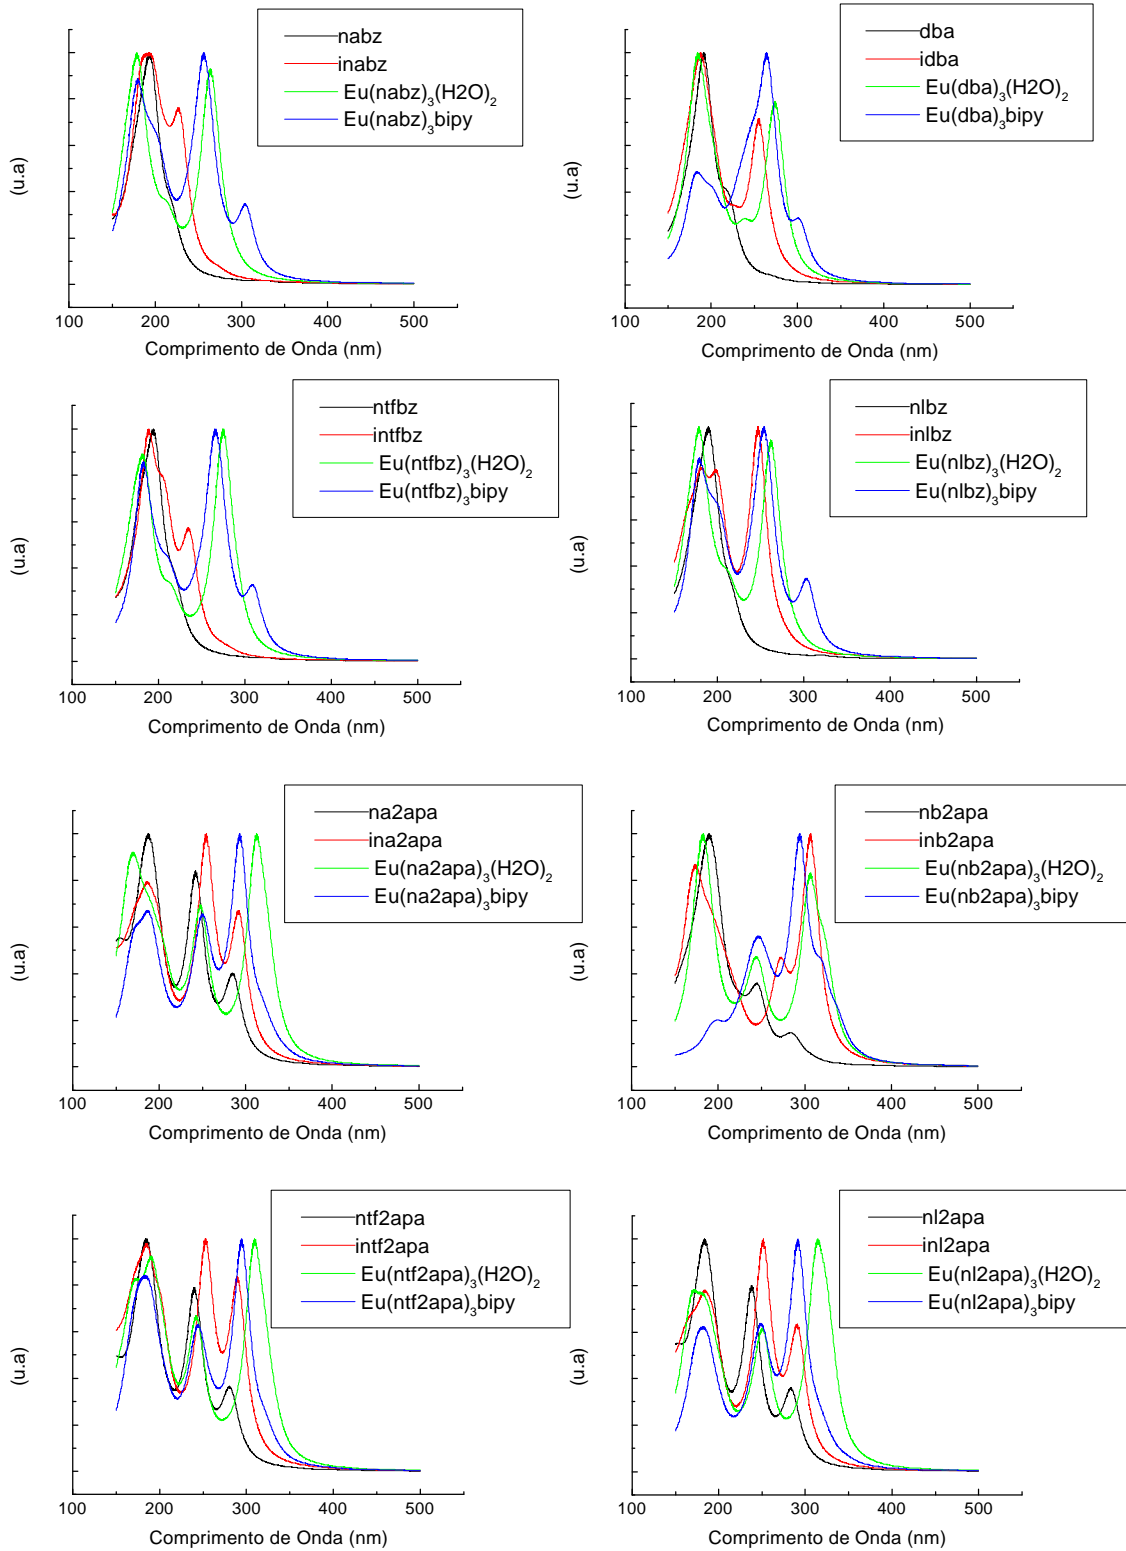 nabz
inabz
Eu(nabz)3(H2O)2
Eu(nabz)3bipy
(u.a)
100 200 300 400 500
Comprimento de Onda (nm)
dba
idba
Eu(dba)3(H2O)2
Eu(dba)3bipy
(u.a)
100 200 300 400 500
Comprimento de Onda (nm)
ntfbz
intfbz
Eu(ntfbz)3(H2O)2
Eu(ntfbz)3bipy
(u.a)
100 200 300 400 500
Comprimento de Onda (nm)
nlbz
inlbz
Eu(nlbz)3(H2O)2
Eu(nlbz)3bipy
(u.a)
100 200 300 400 500
Comprimento de Onda (nm)
na2apa
ina2apa
Eu(na2apa)3(H2O)2
Eu(na2apa)3bipy
(u.a)
100 200 300 400 500
Comprimento de Onda (nm)
nb2apa
inb2apa
Eu(nb2apa)3(H2O)2
Eu(nb2apa)3bipy
(u.a)
100 200 300 400 500
Comprimento de Onda (nm)
ntf2apa
intf2apa
Eu(ntf2apa)3(H2O)2
Eu(ntf2apa)3bipy
(u.a)
100 200 300 400 500
Comprimento de Onda (nm)
nl2apa
inl2apa
Eu(nl2apa)3(H2O)2
Eu(nl2apa)3bipy
(u.a)
100 200 300 400 500
Comprimento de Onda (nm)